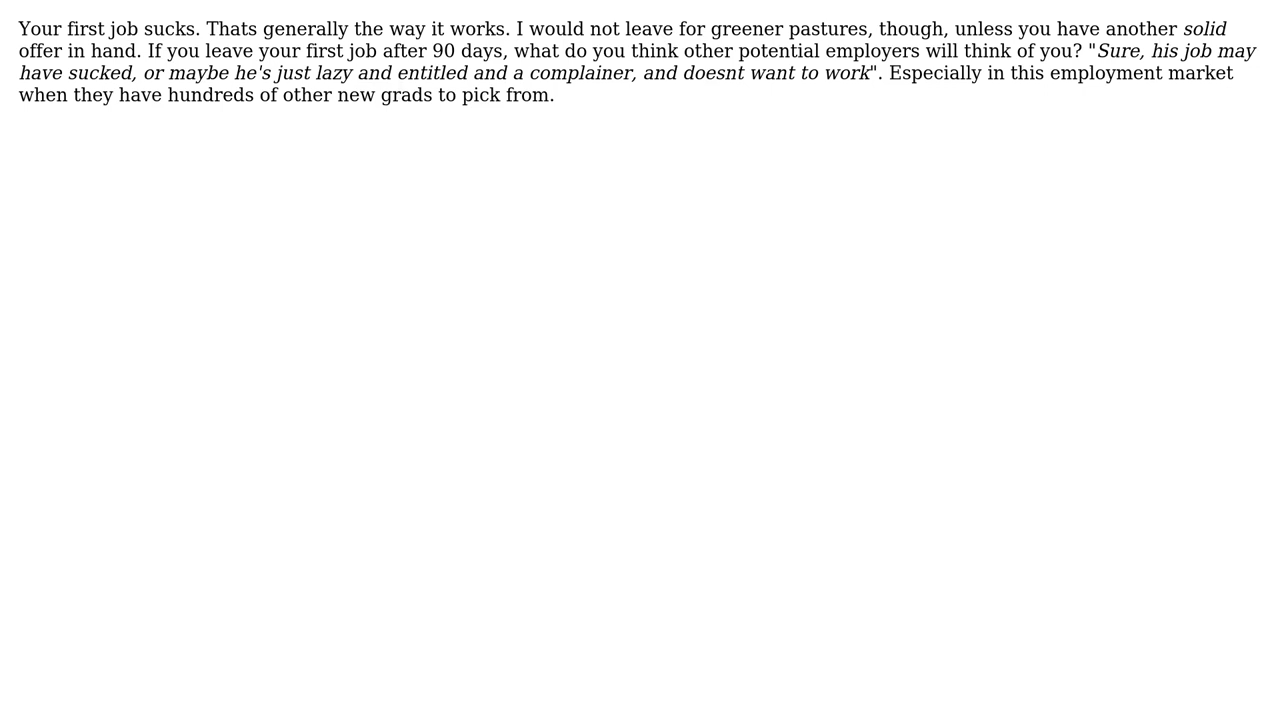 Your first job sucks. Thats generally the way it works. I would not leave for greener pastures, though, unless you have another solid
offer in hand. If you leave your first job after 90 days, what do you think other potential employers will think of you? "Sure, his job may
have sucked, or maybe he's just lazy and entitled and a complainer, and doesnt want to work". Especially in this employment market
when they have hundreds of other new grads to pick from.